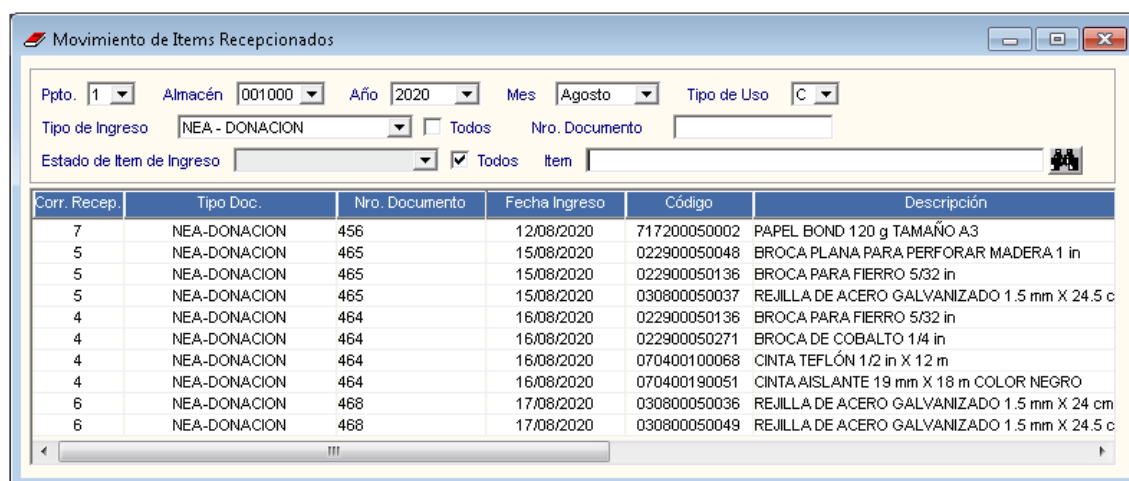 Movimiento de Items Recepcionados
Ppto. 1 Almacén 001000 Año 2020 Mes Agosto Tipo de Uso C
Tipo de Ingreso NEA - DONACION Todos Nro. Documento
Estado de Item de Ingreso Todos Item
Corr. Recep. Tipo Doc. Nro. Documento Fecha Ingreso Código Descripción
7 NEA-DONACION 456 12/08/2020 717200050002 PAPEL BOND 120 g TAMAÑO A3
5 NEA-DONACION 465 15/08/2020 022900050048 BROCA PLANA PARA PERFORAR MADERA 1 in
5 NEA-DONACION 465 15/08/2020 022900050136 BROCA PARA FIERRO 5/32 in
5 NEA-DONACION 465 15/08/2020 030800050037 REJILLA DE ACERO GALVANIZADO 1.5 mm X 24.5 c
4 NEA-DONACION 464 16/08/2020 022900050136 BROCA PARA FIERRO 5/32 in
4 NEA-DONACION 464 16/08/2020 022900050271 BROCA DE COBALTO 1/4 in
4 NEA-DONACION 464 16/08/2020 070400100068 CINTA TEFLÓN 1/2 in X 12 m
4 NEA-DONACION 464 16/08/2020 070400190051 CINTA AISLANTE 19 mm X 18 m COLOR NEGRO
6 NEA-DONACION 468 17/08/2020 030800050036 REJILLA DE ACERO GALVANIZADO 1.5 mm X 24 cm
6 NEA-DONACION 468 17/08/2020 030800050049 REJILLA DE ACERO GALVANIZADO 1.5 mm X 24.5 c